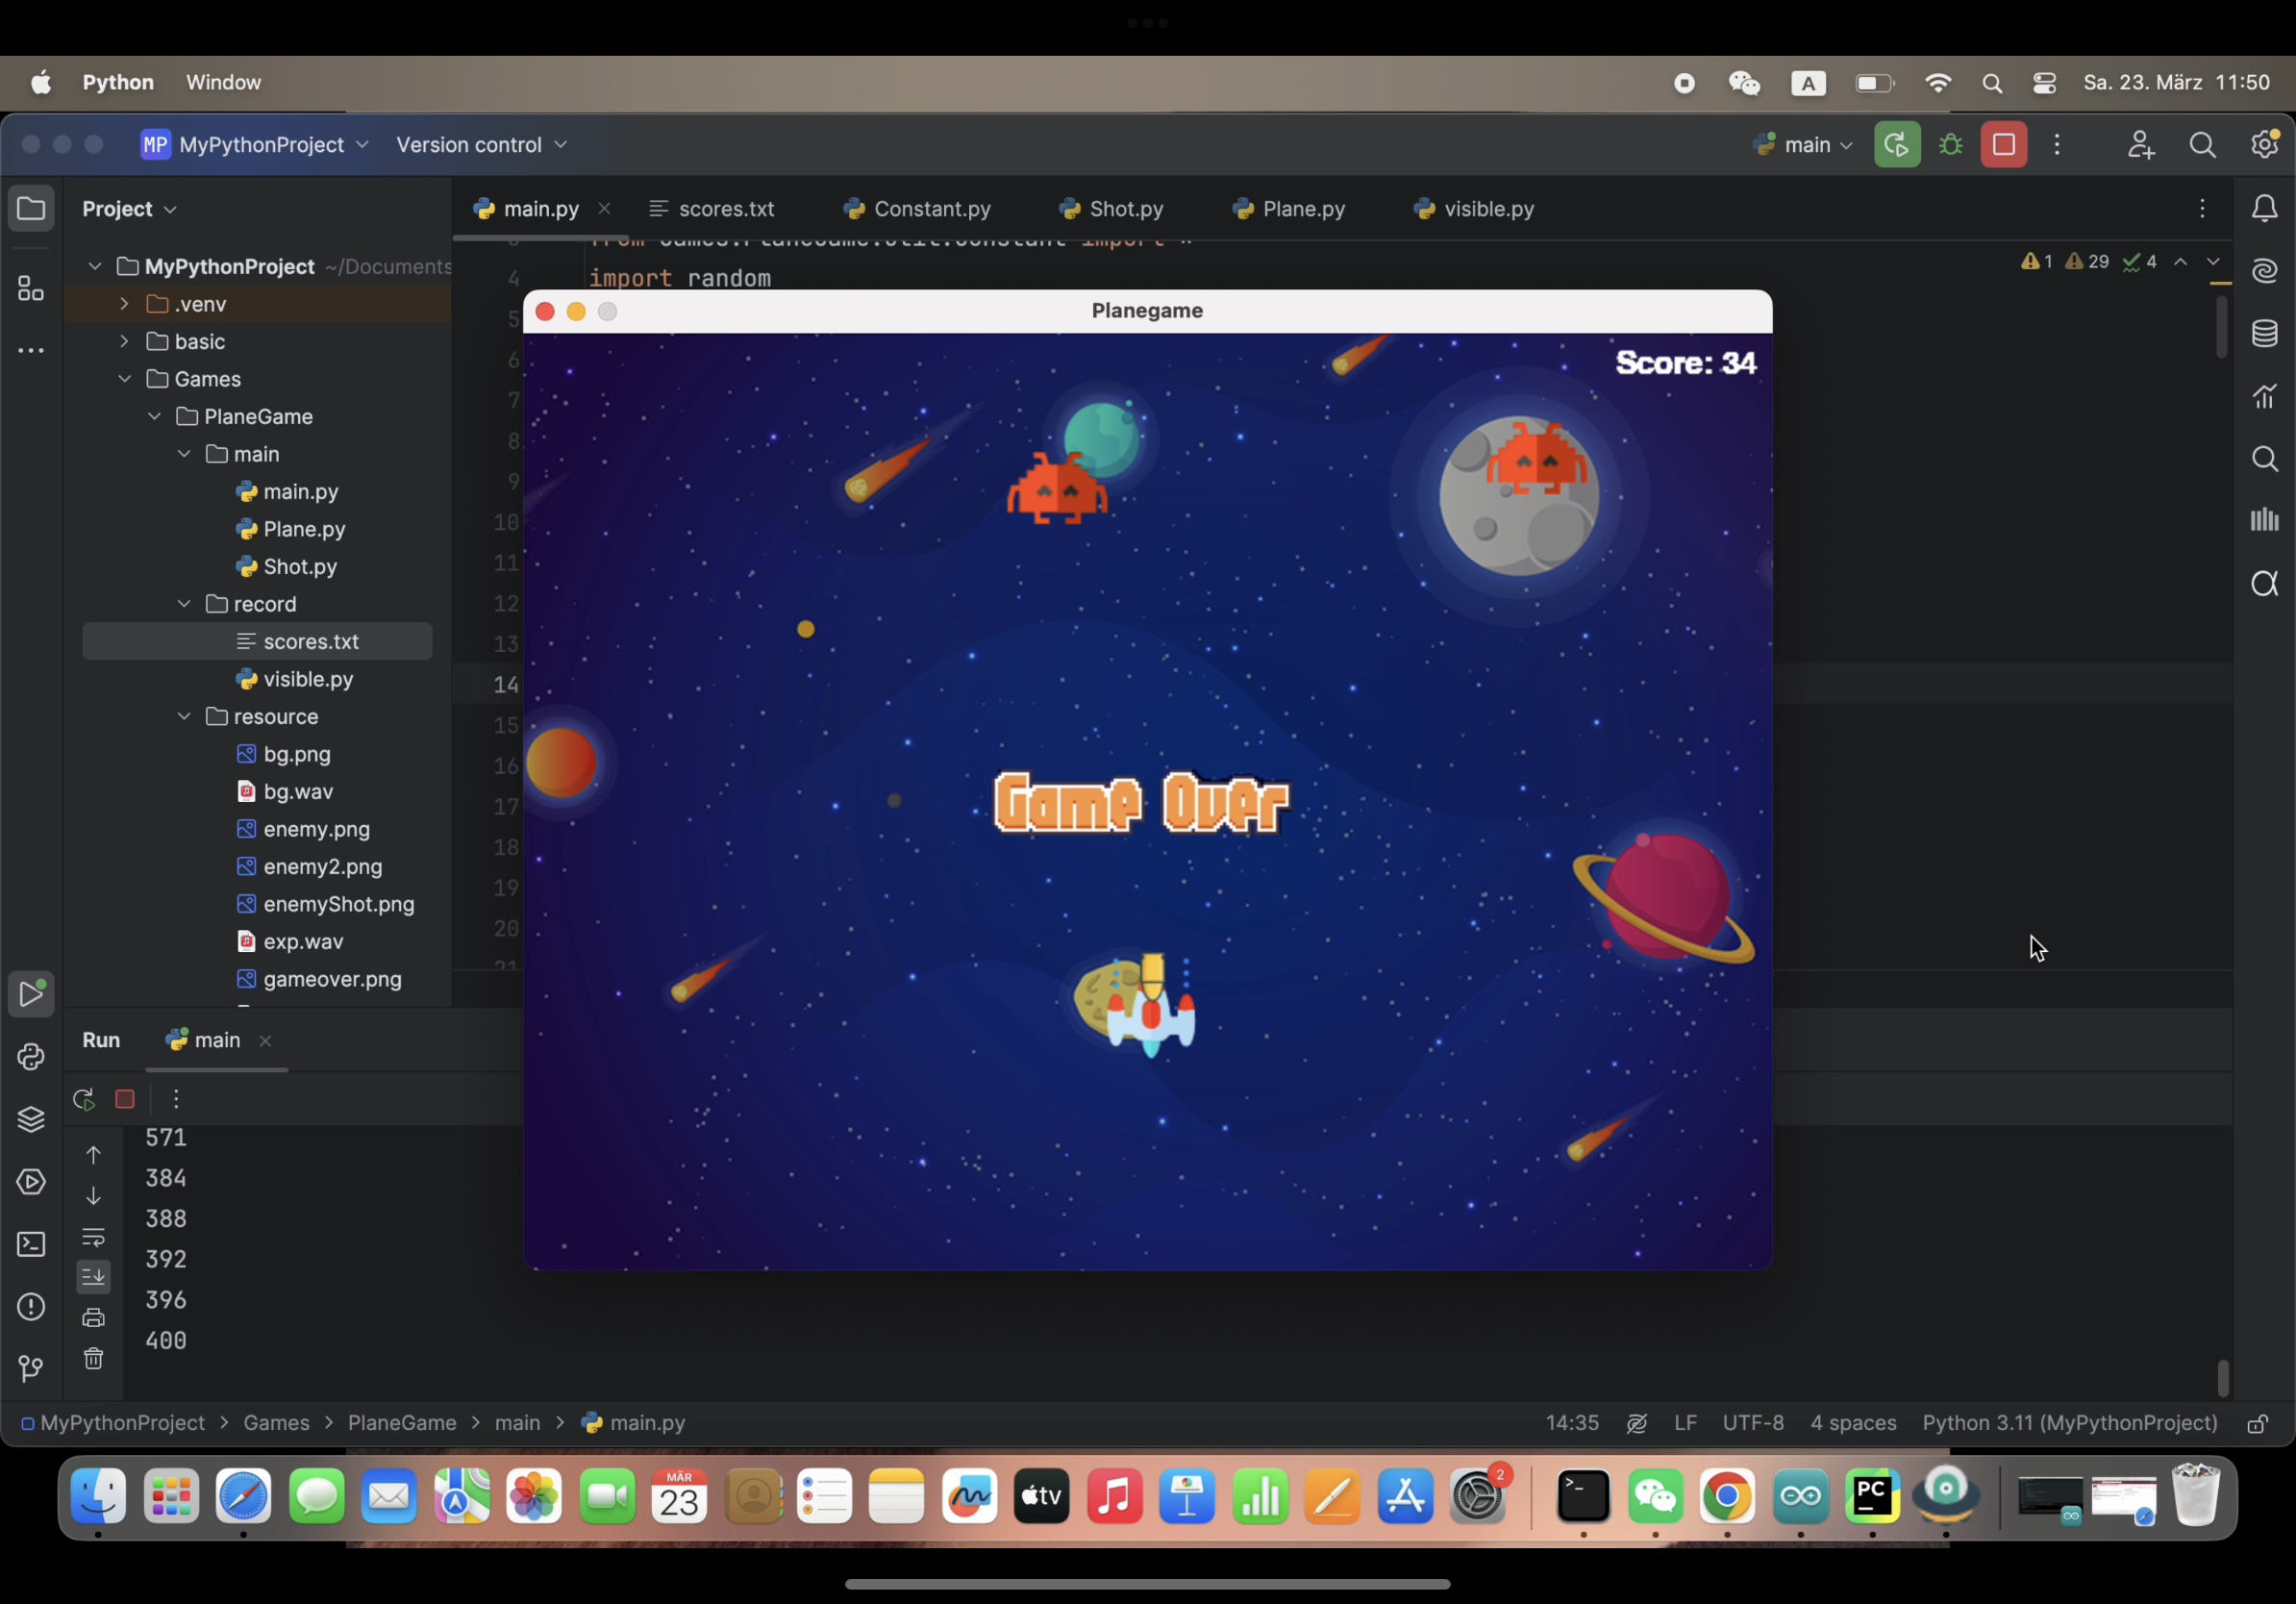 Python Window A Sa. 23. März 11:50
MP MyPythonProject Version control main
Project
main.py scores.txt Constant.py Shot.py Plane.py visible.py
MyPythonProject ~/Documents
.venv
basic
Games
PlaneGame
main
main.py
Plane.py
Shot.py
record
scores.txt
visible.py
resource
bg.png
bg.wav
enemy.png
enemy2.png
enemyShot.png
exp.wav
gameover.png
1 29 4
4 import random
5
6
7
8
9
10
11
12
13
14
15
16
17
18
19
20
21
Planegame
Score: 34
Game Over
Run main
571
384
388
392
396
400
MyPythonProject > Games > PlaneGame > main > main.py 14:35 LF UTF-8 4 spaces Python 3.11 (MyPythonProject)
MÄR
23
tv
2
PC